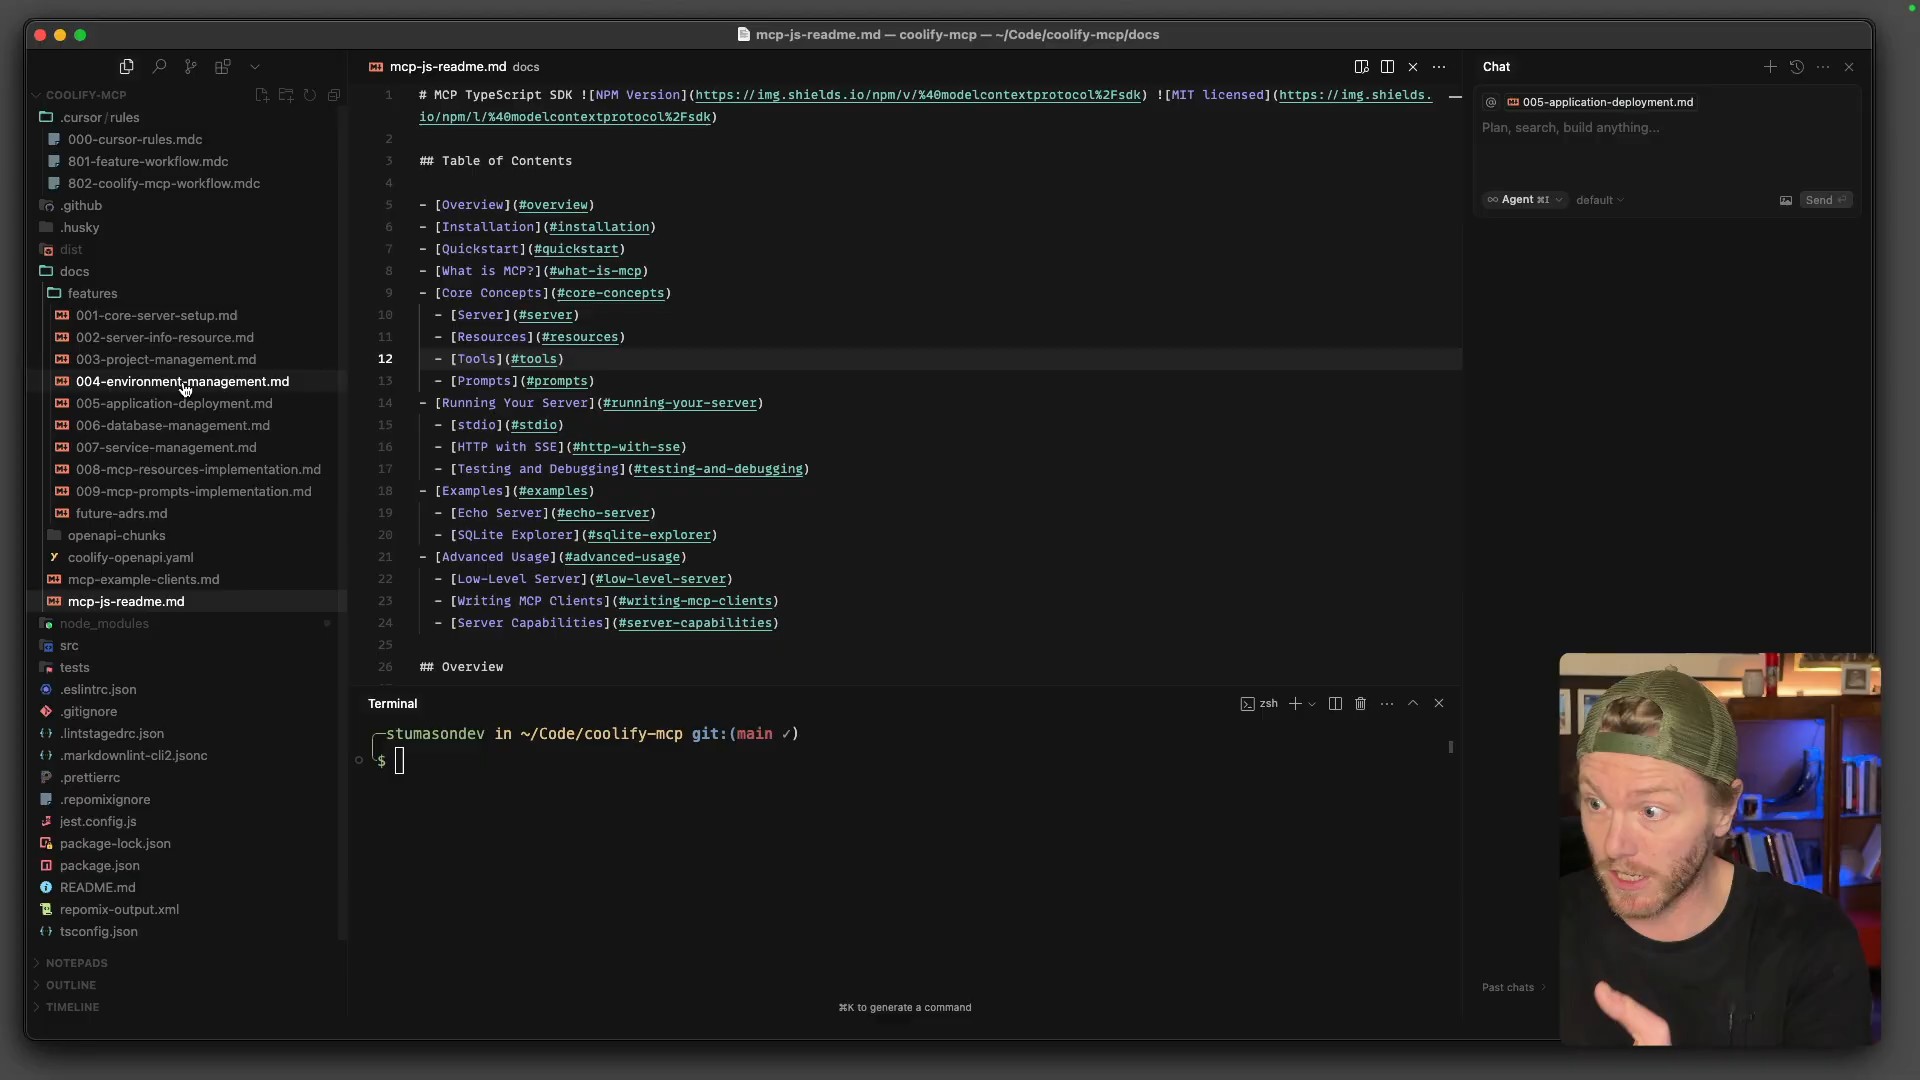 mcp-js-readme.md — coolify-mcp — ~/Code/coolify-mcp/docs
COOLIFY-MCP
.cursor/rules
000-cursor-rules.mdc
801-feature-workflow.mdc
802-coolify-mcp-workflow.mdc
.github
.husky
dist
docs
features
001-core-server-setup.md
002-server-info-resource.md
003-project-management.md
004-environment-management.md
005-application-deployment.md
006-database-management.md
007-service-management.md
008-mcp-resources-implementation.md
009-mcp-prompts-implementation.md
future-adrs.md
openapi-chunks
coolify-openapi.yaml
mcp-example-clients.md
mcp-js-readme.md
node_modules
src
tests
.eslintrc.json
.gitignore
.lintstagedrc.json
.markdownlint-cli2.jsonc
.prettierrc
.repomixignore
jest.config.js
package-lock.json
package.json
README.md
repomix-output.xml
tsconfig.json
NOTEPADS
OUTLINE
TIMELINE
mcp-js-readme.md docs
1 # MCP TypeScript SDK ![NPM Version](https://img.shields.io/npm/v/%40modelcontextprotocol%2Fsdk) ![MIT licensed](https://img.shields.
io/npm/l/%40modelcontextprotocol%2Fsdk)
2
3 ## Table of Contents
4
5 - [Overview](#overview)
6 - [Installation](#installation)
7 - [Quickstart](#quickstart)
8 - [What is MCP?](#what-is-mcp)
9 - [Core Concepts](#core-concepts)
10 - [Server](#server)
11 - [Resources](#resources)
12 - [Tools](#tools)
13 - [Prompts](#prompts)
14 - [Running Your Server](#running-your-server)
15 - [stdio](#stdio)
16 - [HTTP with SSE](#http-with-sse)
17 - [Testing and Debugging](#testing-and-debugging)
18 - [Examples](#examples)
19 - [Echo Server](#echo-server)
20 - [SQLite Explorer](#sqlite-explorer)
21 - [Advanced Usage](#advanced-usage)
22 - [Low-Level Server](#low-level-server)
23 - [Writing MCP Clients](#writing-mcp-clients)
24 - [Server Capabilities](#server-capabilities)
25
26 ## Overview
Terminal
zsh
stumasondev in ~/Code/coolify-mcp git:(main ✓)
$
⌘K to generate a command
Chat
@ 005-application-deployment.md
Plan, search, build anything...
∞ Agent ⌘I default
Send
Past chats